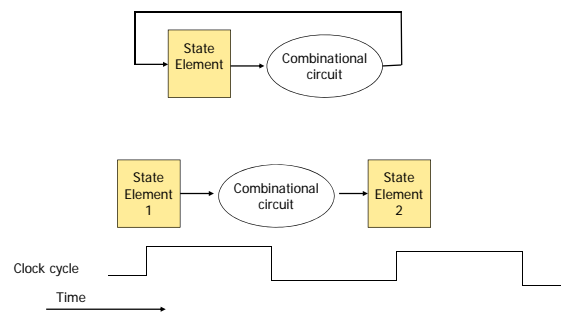 State
Element
Combinational
circuit
State
Element
1
Combinational
circuit
State
Element
2
Clock cycle
Time